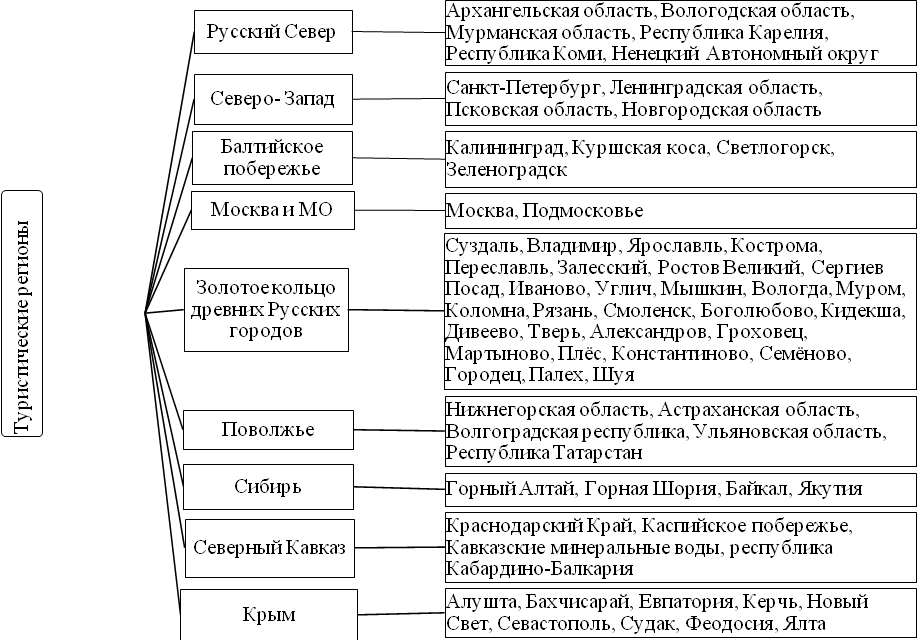 Туристические регионы
Русский Север
Архангельская область, Вологодская область,
Мурманская область, Республика Карелия,
Республика Коми, Ненецкий Автономный округ
Северо- Запад
Санкт-Петербург, Ленинградская область,
Псковская область, Новгородская область
Балтийское
побережье
Калининград, Куршская коса, Светлогорск,
Зеленоградск
Москва и МО
Москва, Подмосковье
Золотое кольцо
древних Русских
городов
Суздаль, Владимир, Ярославль, Кострома,
Переславль, Залесский, Ростов Великий, Сергиев
Посад, Иваново, Углич, Мышкин, Вологда, Муром,
Коломна, Рязань, Смоленск, Боголюбово, Кидекша,
Дивеево, Тверь, Александров, Гроховец,
Мартыново, Плёс, Константиново, Семёново,
Городец, Палех, Шуя
Поволжье
Нижнегорская область, Астраханская область,
Волгоградская республика, Ульяновская область,
Республика Татарстан
Сибирь
Горный Алтай, Горная Шория, Байкал, Якутия
Северный Кавказ
Краснодарский Край, Каспийское побережье,
Кавказские минеральные воды, республика
Кабардино-Балкария
Крым
Алушта, Бахчисарай, Евпатория, Керчь, Новый
Свет, Севастополь, Судак, Феодосия, Ялта